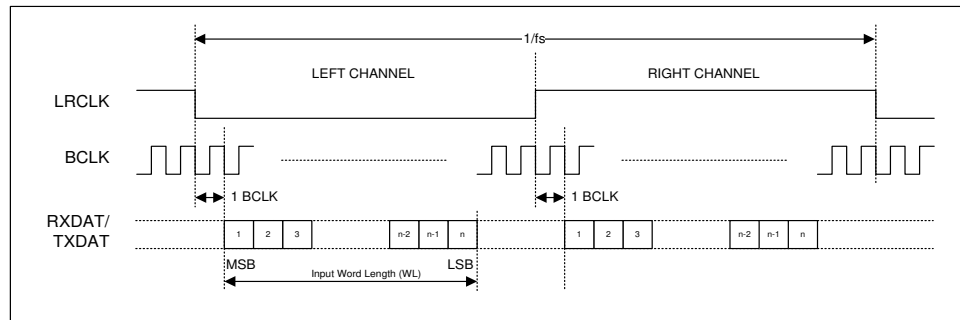 1/fs
LEFT CHANNEL RIGHT CHANNEL
LRCLK
BCLK
1 BCLK 1 BCLK
RXDAT/
TXDAT
1 2 3 n-2 n-1 n 1 2 3 n-2 n-1 n
MSB LSB
Input Word Length (WL)